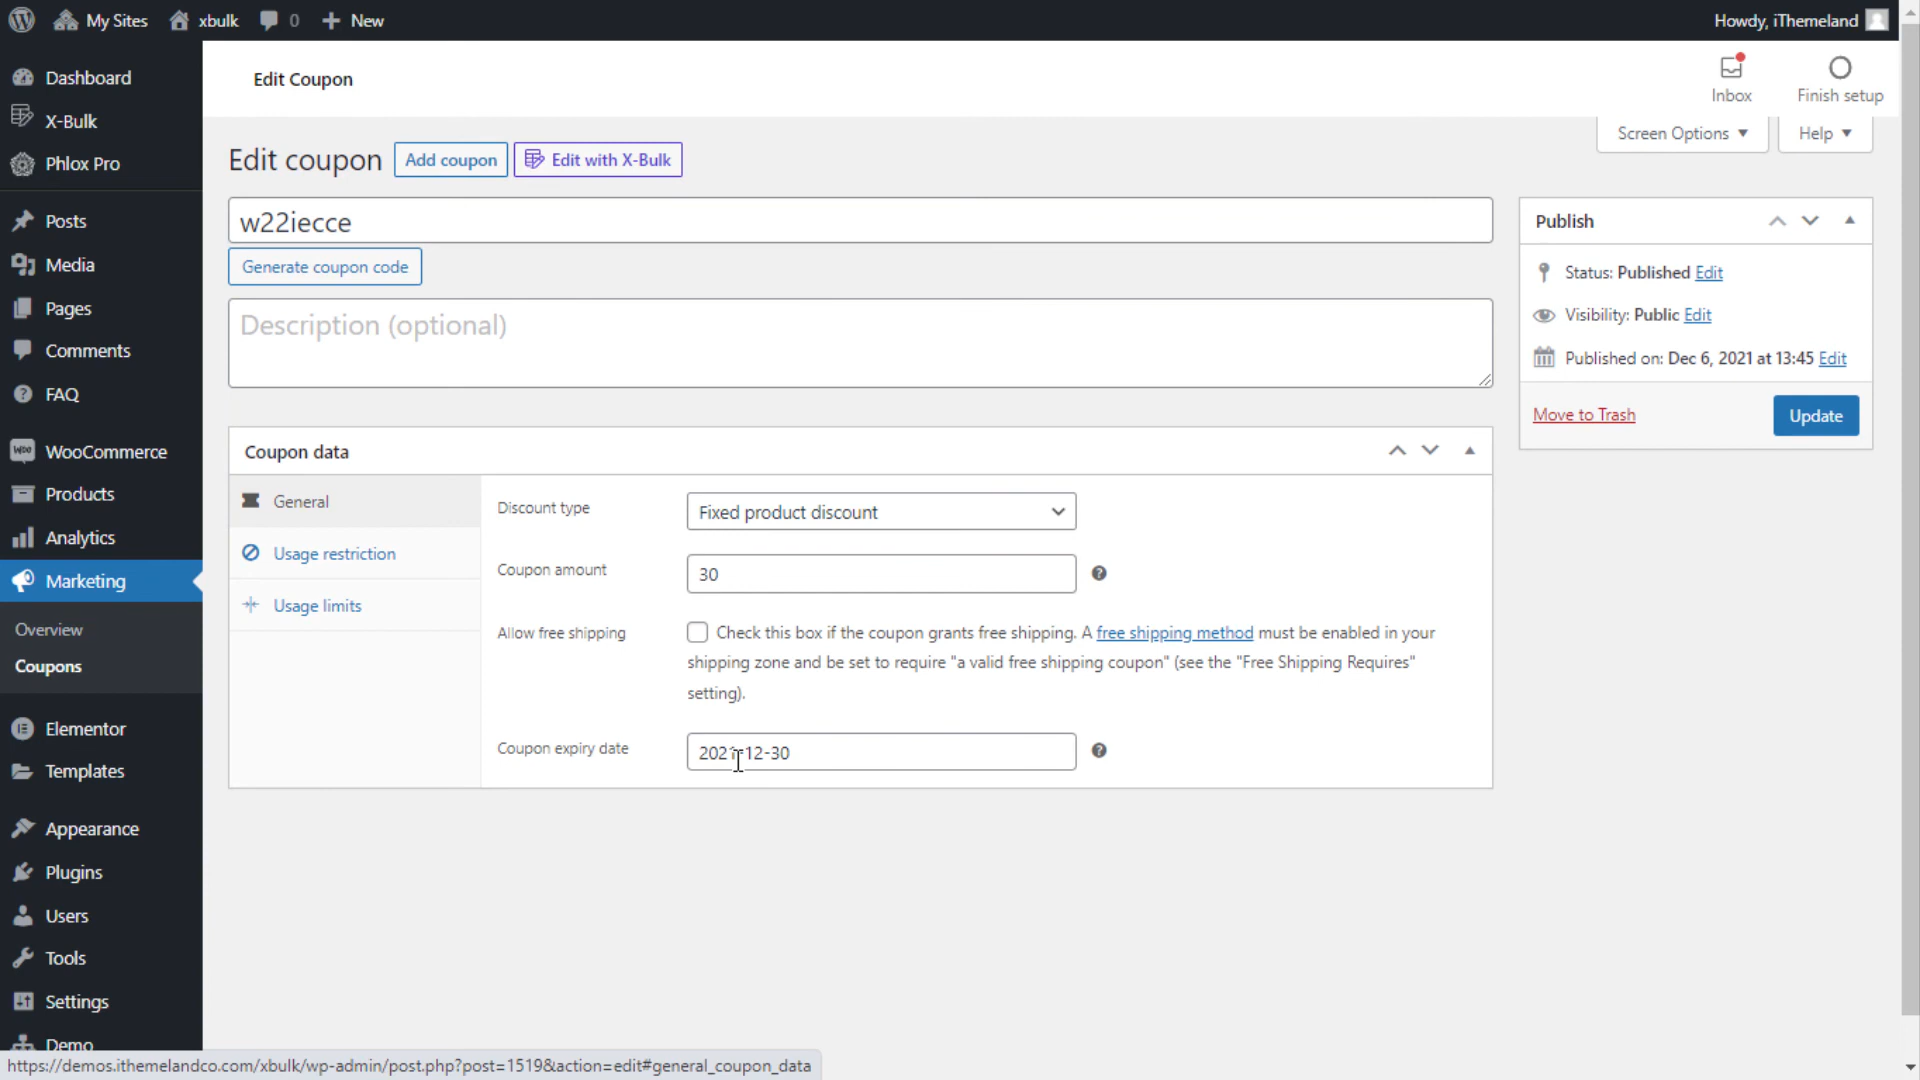 My Sites
xbulk
0
New
Howdy, iThemeland
Dashboard
X-Bulk
Phlox Pro
Posts
Media
Pages
Comments
FAQ
WooCommerce
Products
Analytics
Marketing
Overview
Coupons
Elementor
Templates
Appearance
Plugins
Users
Tools
Settings
Demo
Edit Coupon
Inbox
Finish setup
Screen Options
Help
Edit coupon
Add coupon
Edit with X-Bulk
w22iecce
Generate coupon code
Description (optional)
Coupon data
General
Usage restriction
Usage limits
Discount type
Fixed product discount
Coupon amount
30
Allow free shipping
Check this box if the coupon grants free shipping. A free shipping method must be enabled in your
shipping zone and be set to require "a valid free shipping coupon" (see the "Free Shipping Requires"
setting).
Coupon expiry date
2021-12-30
Publish
Status: Published Edit
Visibility: Public Edit
Published on: Dec 6, 2021 at 13:45 Edit
Move to Trash
Update
https://demos.ithemelandco.com/xbulk/wp-admin/post.php?post=1519&action=edit#general_coupon_data